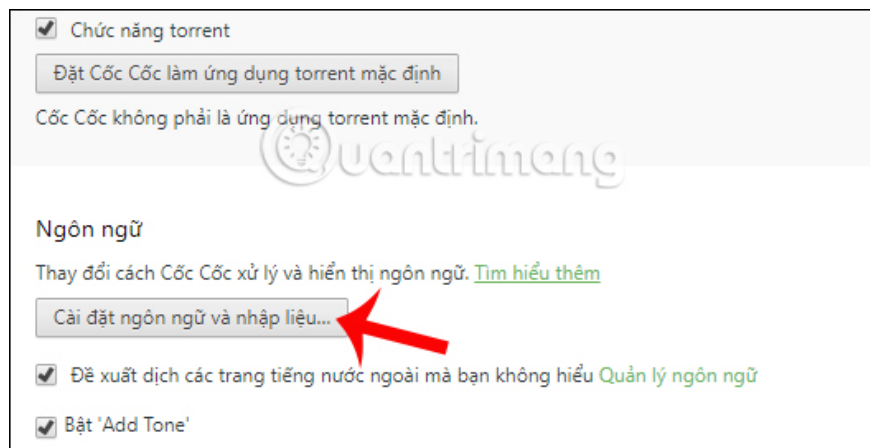 Chức năng torrent
Đặt Cốc Cốc làm ứng dụng torrent mặc định
Cốc Cốc không phải là ứng dụng torrent mặc định.
Quantrimang
Ngôn ngữ
Thay đổi cách Cốc Cốc xử lý và hiển thị ngôn ngữ. Tìm hiểu thêm
Cài đặt ngôn ngữ và nhập liệu...
Đề xuất dịch các trang tiếng nước ngoài mà bạn không hiểu Quản lý ngôn ngữ
Bật 'Add Tone'